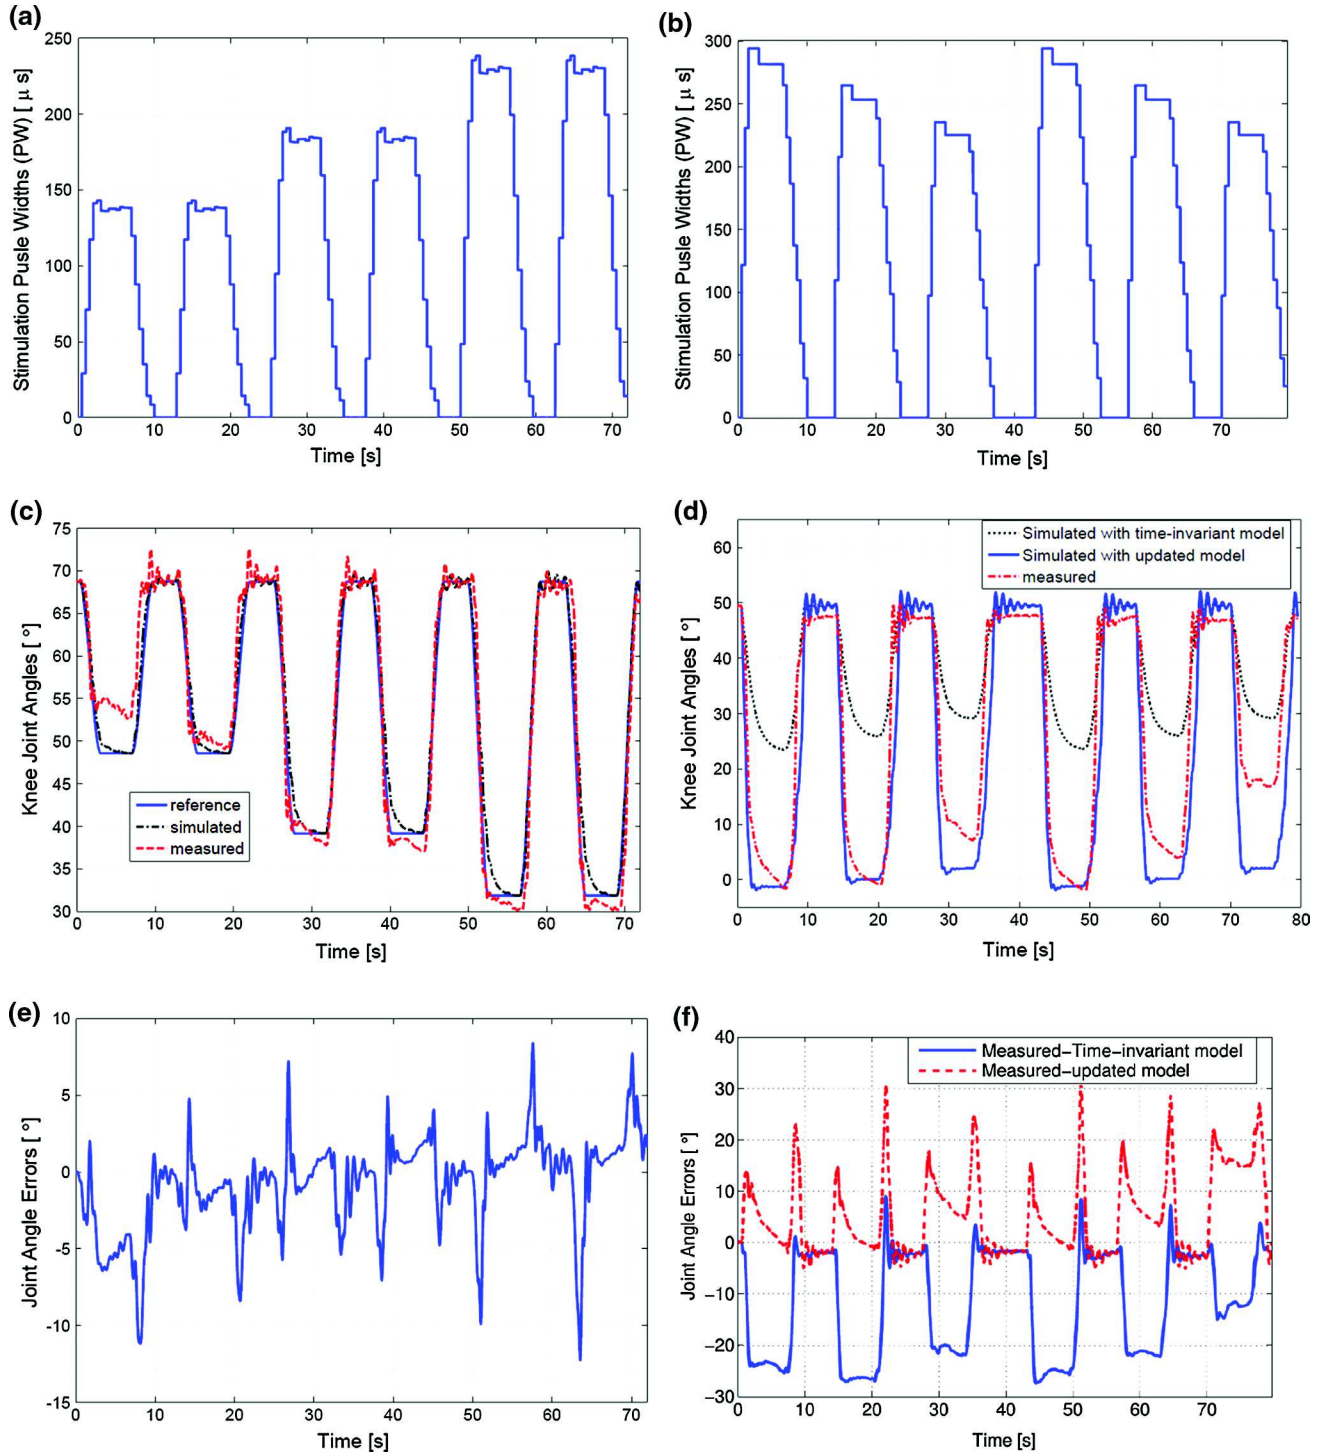 (a)
250
200
150
100
50
0
0 10 20 30 40 50 60 70
Stimulation Pusle Widths (PW) [ μ s]
Time [s]
(b)
300
250
200
150
100
50
0
0 10 20 30 40 50 60 70
Stimulation Pusle Widths (PW) [ μ s]
Time [s]
(c)
75
70
65
60
55
50
45
40
35
30
0 10 20 30 40 50 60 70
Knee Joint Angles [ °]
Time [s]
reference
simulated
measured
(d)
60
50
40
30
20
10
0
0 10 20 30 40 50 60 70 80
Knee Joint Angles [ °]
Time [s]
Simulated with time-invariant model
Simulated with updated model
measured
(e)
10
5
0
-5
-10
-15
0 10 20 30 40 50 60 70
Joint Angle Errors [ °]
Time [s]
(f)
40
30
20
10
0
−10
−20
−30
0 10 20 30 40 50 60 70
Joint Angle Errors [ °]
Time [s]
Measured−Time−invariant model
Measured−updated model